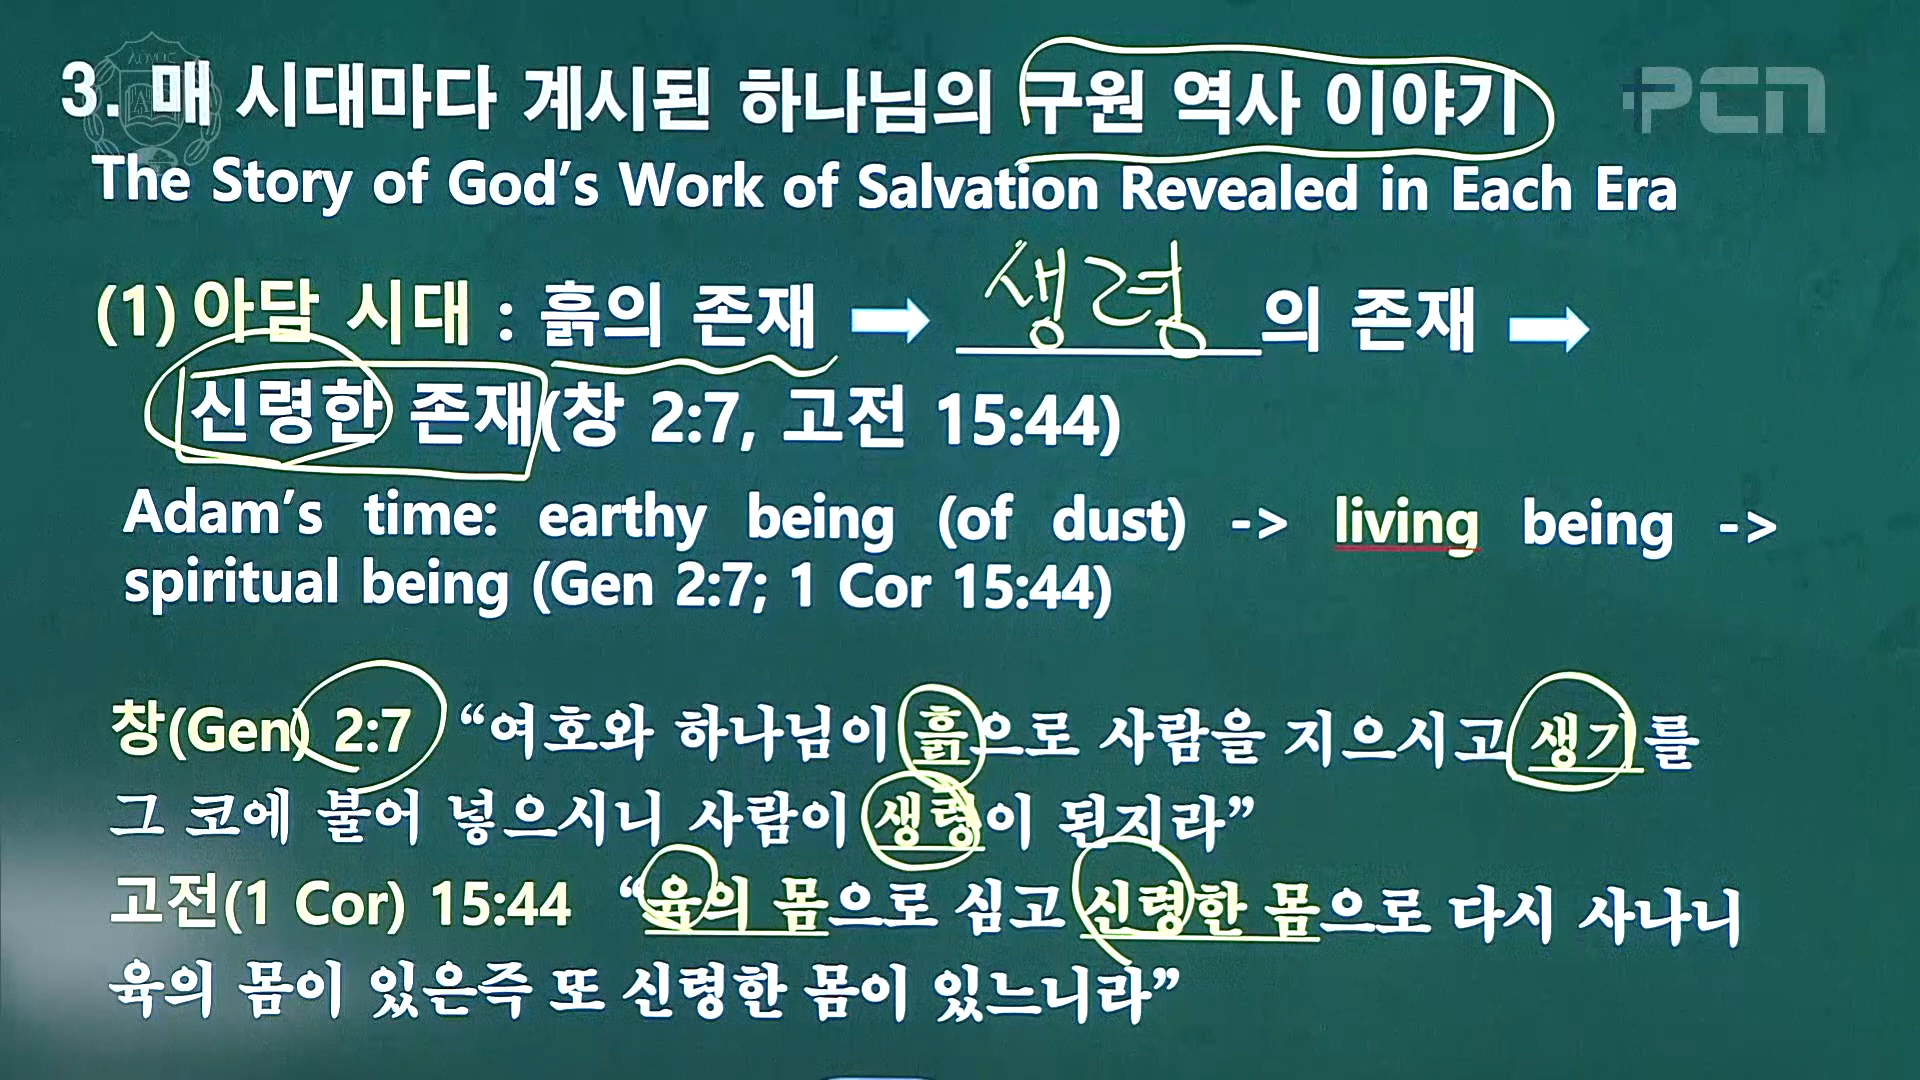 3. 매 시대마다 계시된 하나님의 구원 역사 이야기
PCN
The Story of God's Work of Salvation Revealed in Each Era
(1) 아담 시대 : 흙의 존재 ➡ 생령의 존재 ➡
신령한 존재(창 2:7, 고전 15:44)
Adam's time: earthy being (of dust) -> living being ->
spiritual being (Gen 2:7; 1 Cor 15:44)
창(Gen) 2:7 “여호와 하나님이 흙으로 사람을 지으시고 생기를
그 코에 불어 넣으시니 사람이 생령이 된지라”
고전(1 Cor) 15:44 “육의 몸으로 심고 신령한 몸으로 다시 사나니
육의 몸이 있은즉 또 신령한 몸이 있느니라”